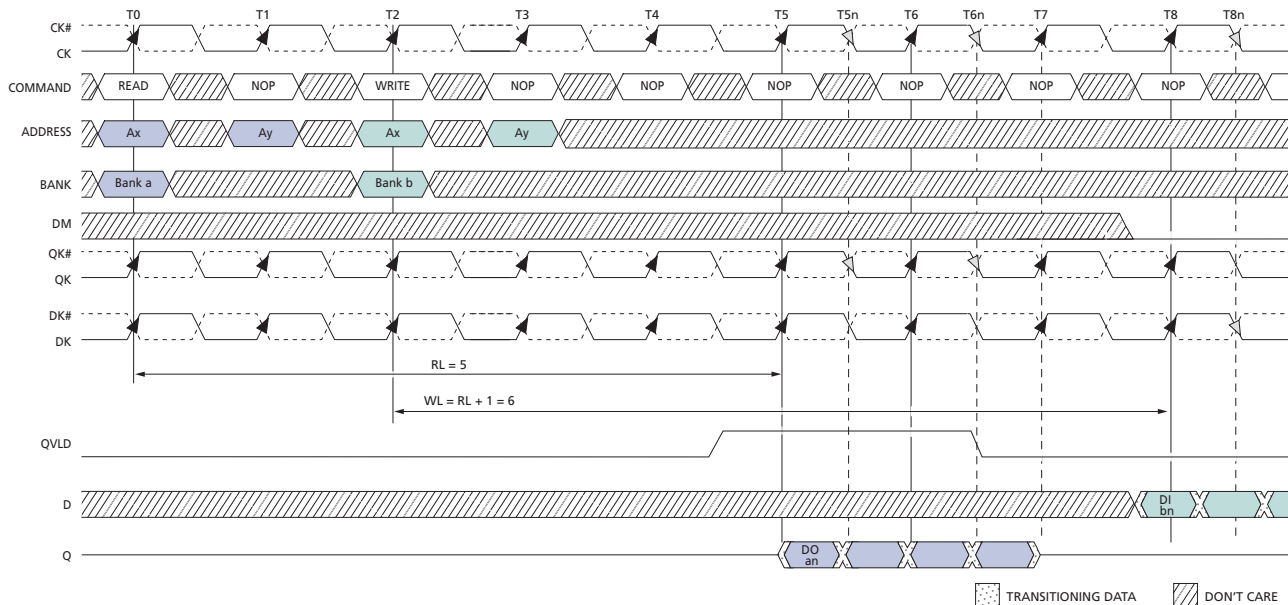 T0 T1 T2 T3 T4 T5 T5n T6 T6n T7 T8 T8n
CK#
CK
COMMAND READ NOP WRITE NOP NOP NOP NOP NOP NOP
ADDRESS Ax Ay Ax Ay
BANK Bank a Bank b
DM
QK#
QK
DK#
DK
RL = 5
WL = RL + 1 = 6
QVLD
D DI
bn
Q DO
an
TRANSITIONING DATA DON'T CARE